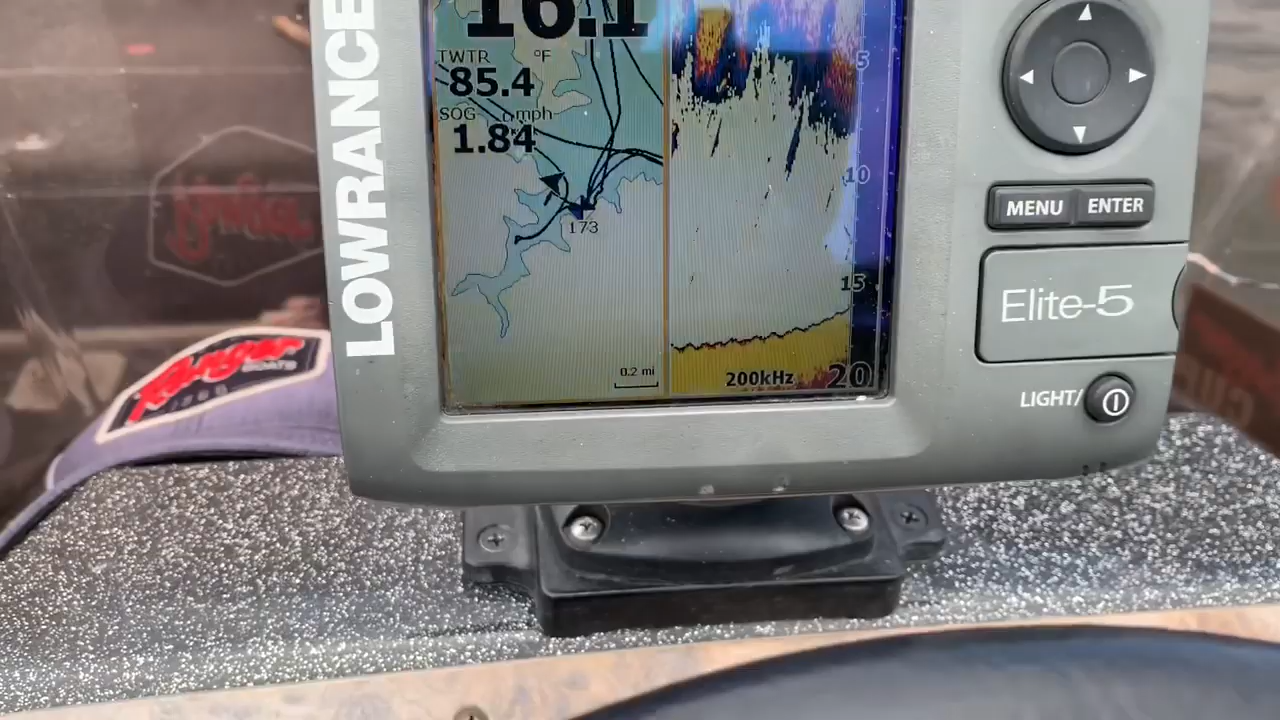 LOWRANCE
16.1
TWTR °F
85.4
SOG mph
1.84
173
0.2 mi
5
10
15
20
200kHz
MENU ENTER
Elite-5
LIGHT/
Ranger
BOATS